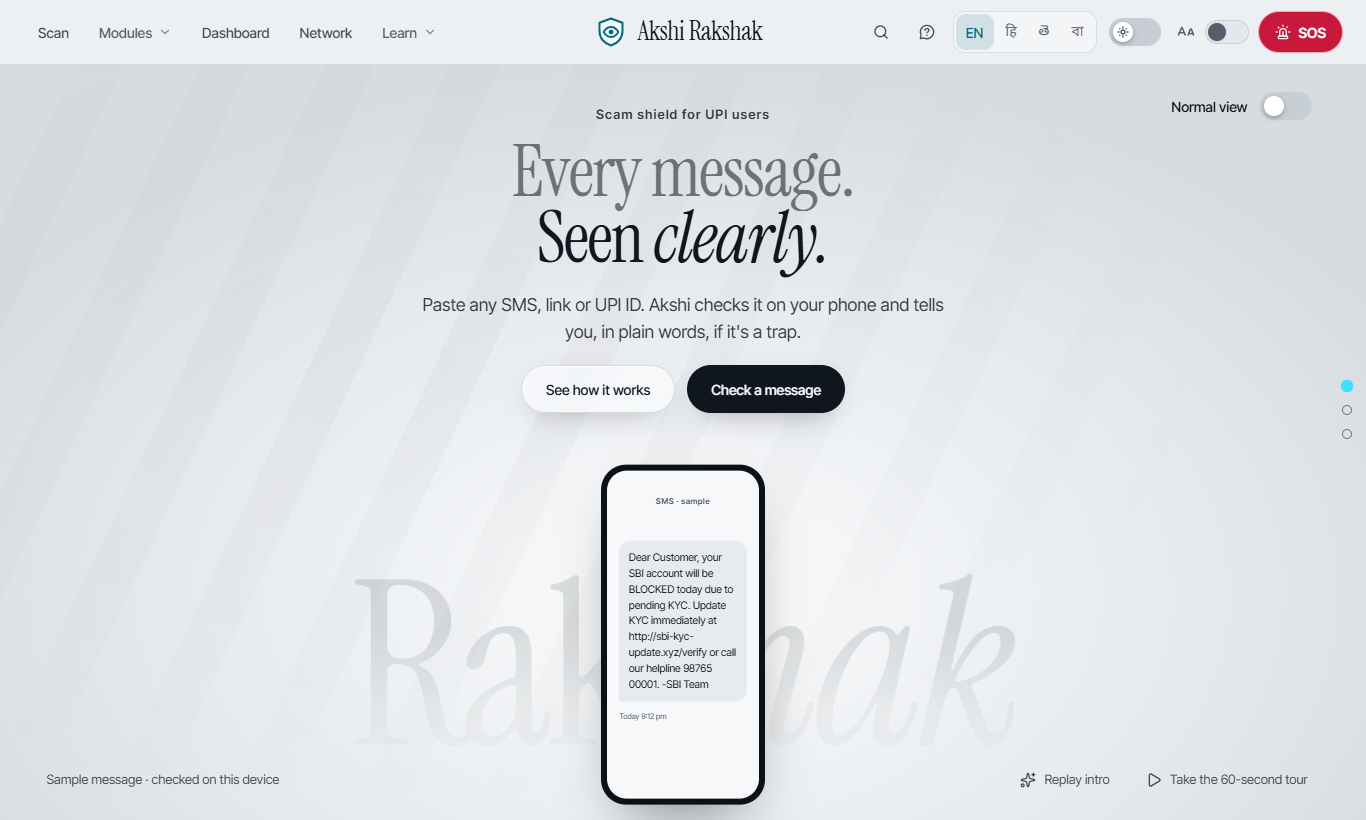 Scan
Modules
Dashboard
Network
Learn
Akshi Rakshak
EN
हि
తె
বা
AA
SOS
Normal view
Scam shield for UPI users
Every message.
Seen clearly.
Paste any SMS, link or UPI ID. Akshi checks it on your phone and tells
you, in plain words, if it's a trap.
See how it works
Check a message
SMS · sample
Dear Customer, your
SBI account will be
BLOCKED today due to
pending KYC. Update
KYC immediately at
http://sbi-kyc-
update.xyz/verify or call
our helpline 98765
00001. -SBI Team
Today 9:12 pm
Sample message · checked on this device
Replay intro
Take the 60-second tour